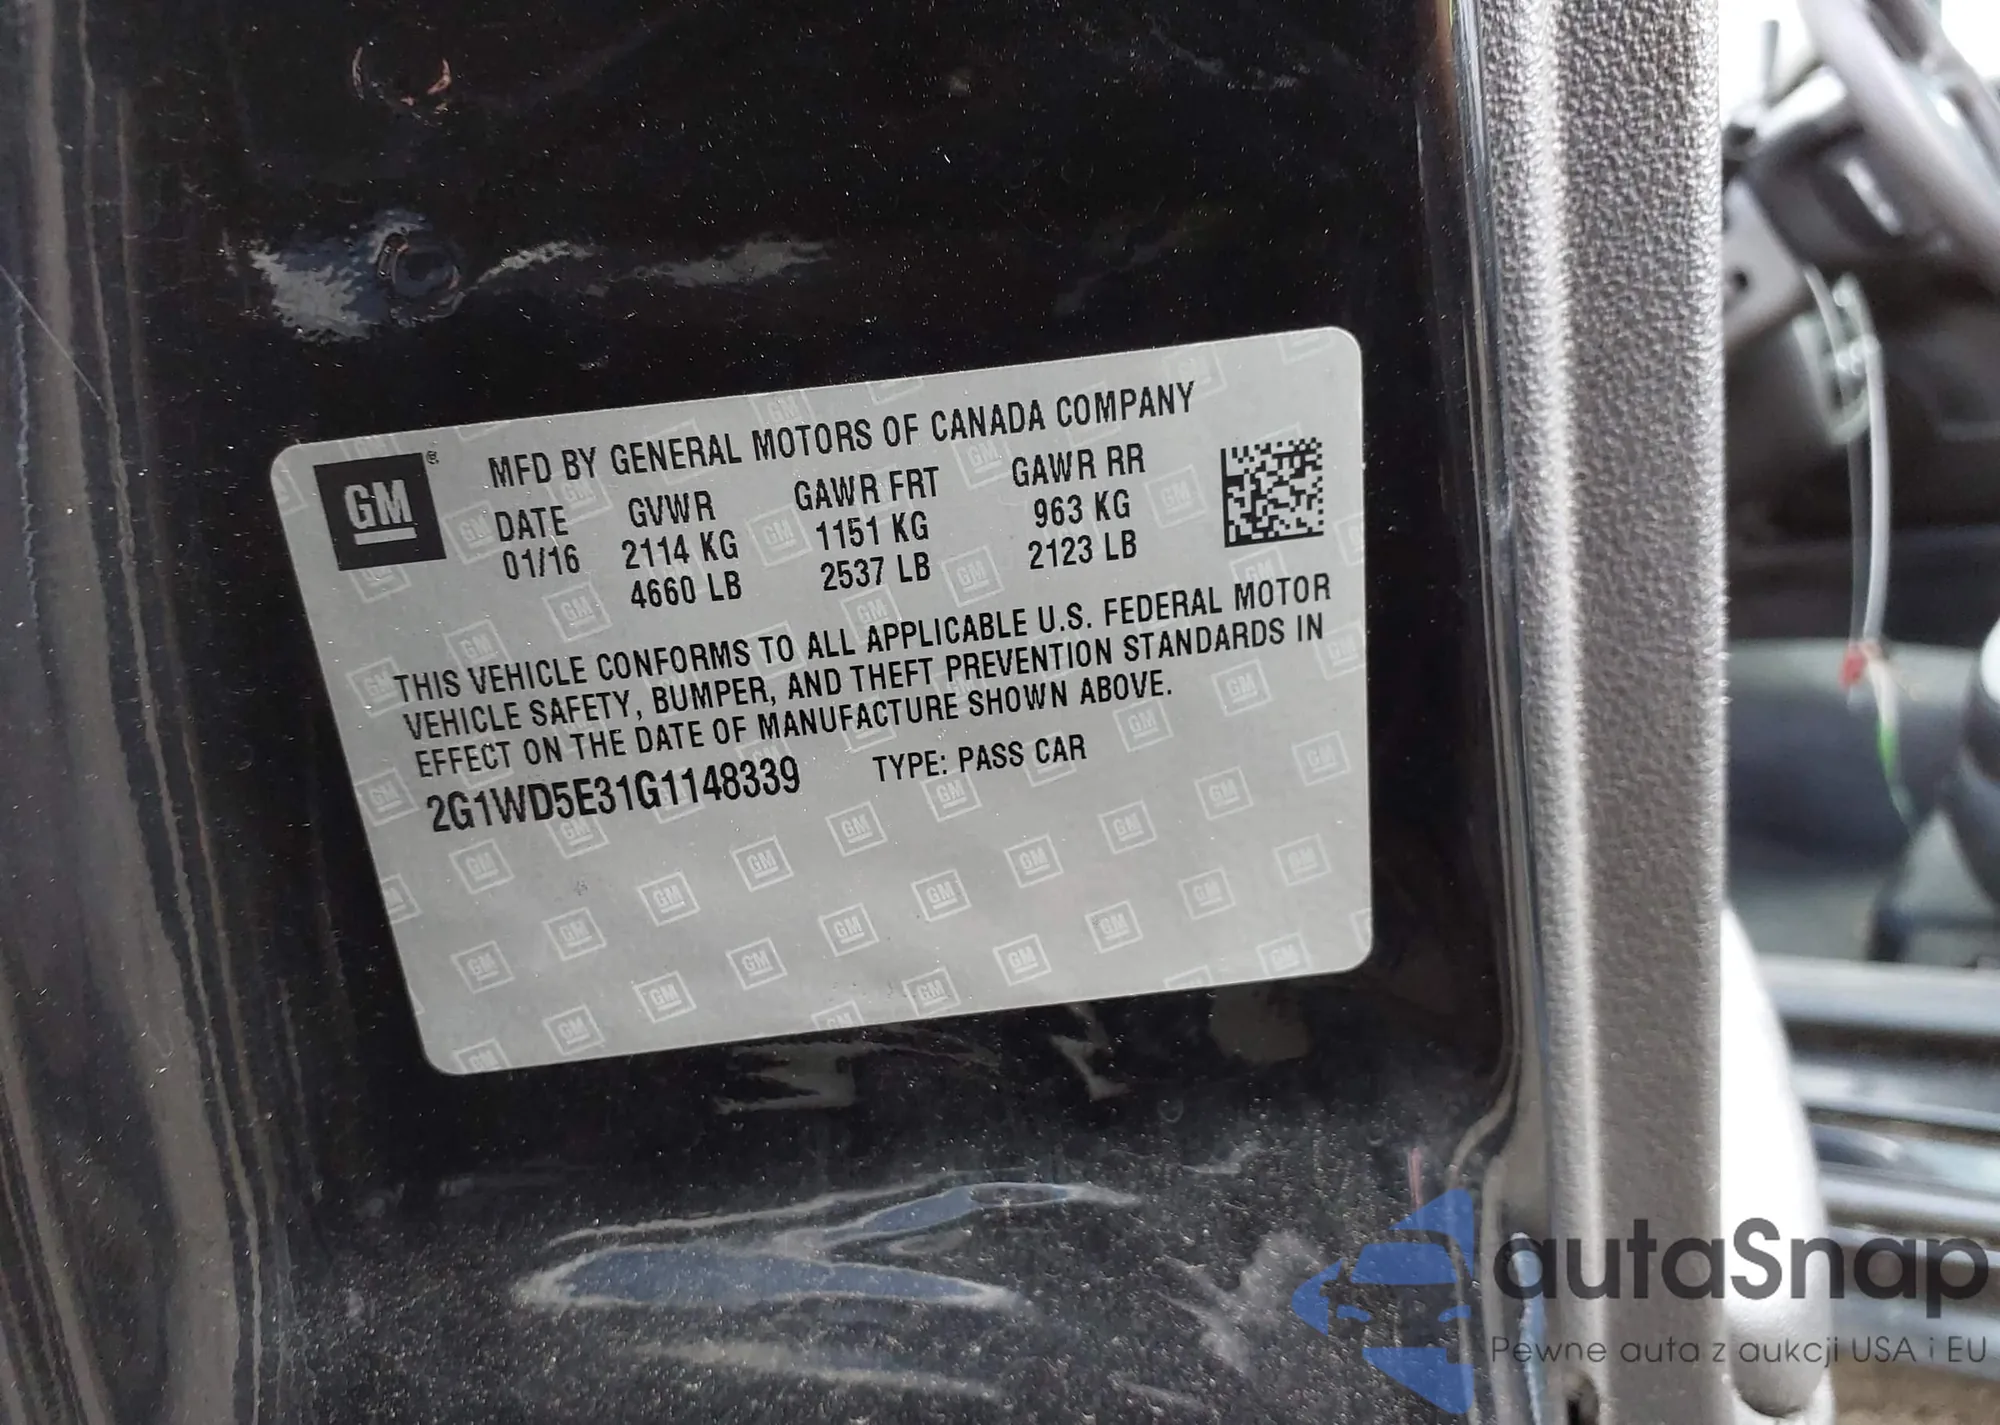 GM ®
MFD BY GENERAL MOTORS OF CANADA COMPANY
DATE GVWR GAWR FRT GAWR RR
01/16 2114 KG 1151 KG 963 KG
4660 LB 2537 LB 2123 LB
THIS VEHICLE CONFORMS TO ALL APPLICABLE U.S. FEDERAL MOTOR
VEHICLE SAFETY, BUMPER, AND THEFT PREVENTION STANDARDS IN
EFFECT ON THE DATE OF MANUFACTURE SHOWN ABOVE.
2G1WD5E31G1148339 TYPE: PASS CAR
autaSnap
Pewne auta z aukcji USA i EU